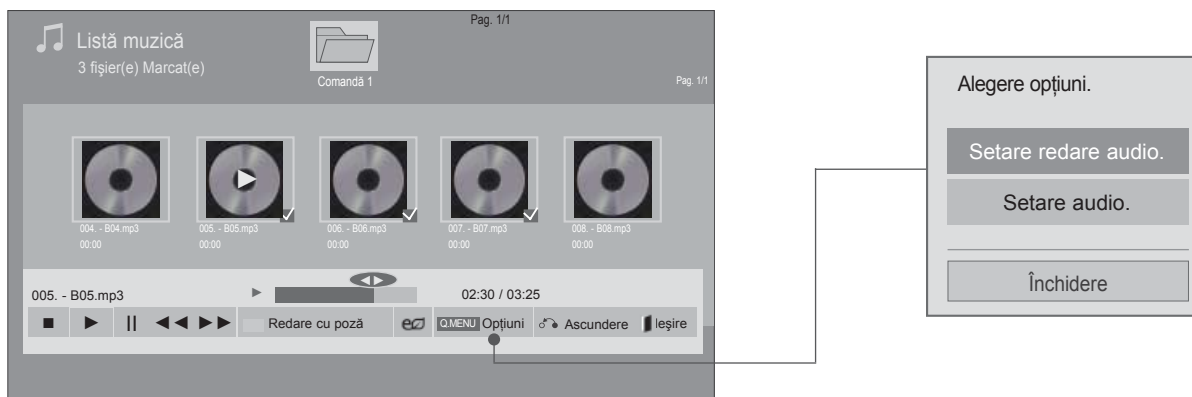 Pag. 1/1
Listă muzică
3 fişier(e) Marcat(e)
Comandă 1
Pag. 1/1
004. - B04.mp3
00:00
005. - B05.mp3
00:00
006. - B06.mp3
00:00
007. - B07.mp3
00:00
008. - B08.mp3
00:00
005. - B05.mp3
02:30 / 03:25
Redare cu poză
Q.MENU Opțiuni
Ascundere
Ieşire
Alegere opțiuni.
Setare redare audio.
Setare audio.
Închidere